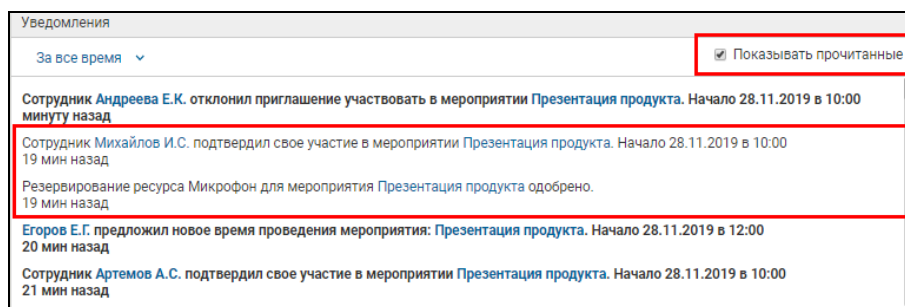 Уведомления
За все время
Показывать прочитанные
Сотрудник Андреева Е.К. отклонил приглашение участвовать в мероприятии Презентация продукта. Начало 28.11.2019 в 10:00
минуту назад
Сотрудник Михайлов И.С. подтвердил свое участие в мероприятии Презентация продукта. Начало 28.11.2019 в 10:00
19 мин назад
Резервирование ресурса Микрофон для мероприятия Презентация продукта одобрено.
19 мин назад
Егоров Е.Г. предложил новое время проведения мероприятия: Презентация продукта. Начало 28.11.2019 в 12:00
20 мин назад
Сотрудник Артемов А.С. подтвердил свое участие в мероприятии Презентация продукта. Начало 28.11.2019 в 10:00
21 мин назад